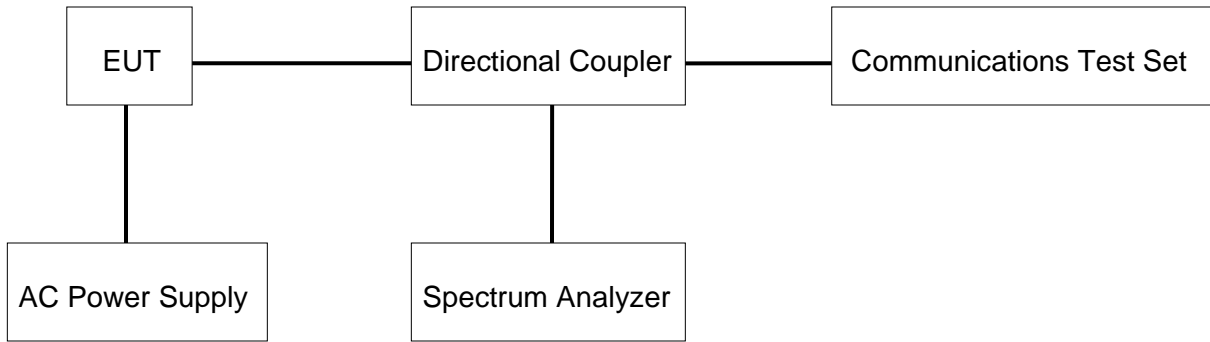 EUT
Directional Coupler
Communications Test Set
AC Power Supply
Spectrum Analyzer